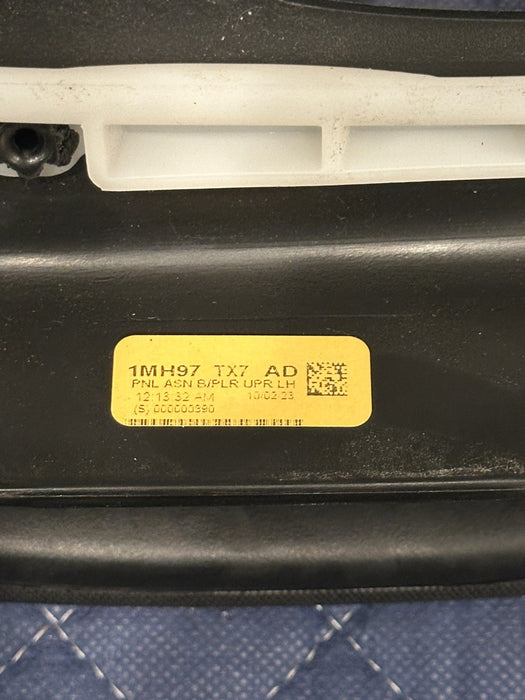 1MH97 TX7 AD
PNL ASN B/PLR UPR LH
12:13:32 AM 10/02/23
(S) 000000390